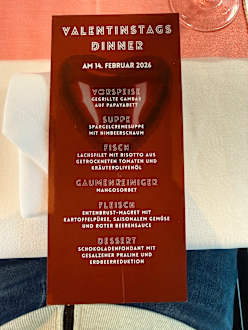 VALENTINSTAGS
DINNER
AM 14. FEBRUAR 2026
VORSPEISE
GEGRILLTE GAMBAS
AUF PAPAYABETT
SUPPE
SPARGELCREMESUPPE
MIT HIMBEERSCHAUM
FISCH
LACHSFILET MIT RISOTTO AUS
GETROCKNETEN TOMATEN UND
KRÄUTEROLIVENÖL
GAUMENREINIGER
MANGOSORBET
FLEISCH
ENTENBRUST-MAGRET MIT
KARTOFFELPÜREE, SAISONALEM GEMÜSE
UND ROTER BEERENSAUCE
DESSERT
SCHOKOLADENFONDANT MIT
GESALZENER PRALINE UND
ERDBEERREDUKTION